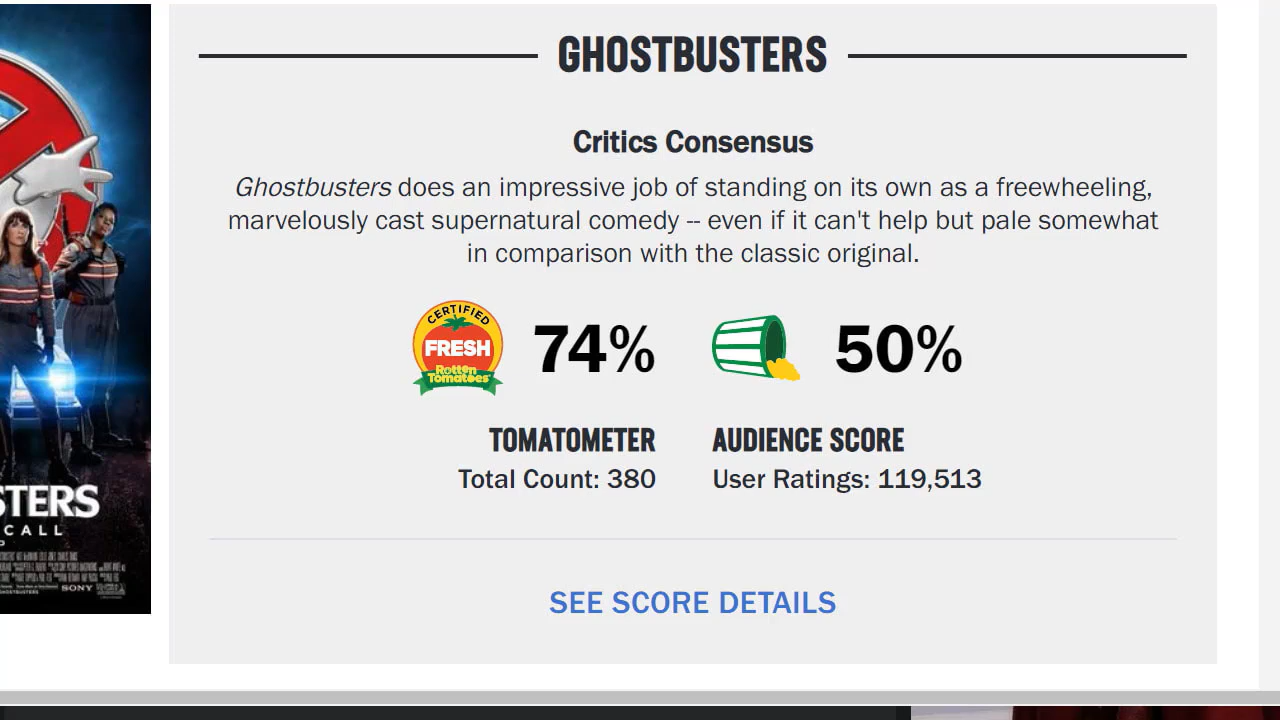 GHOSTBUSTERS
Critics Consensus
Ghostbusters does an impressive job of standing on its own as a freewheeling,
marvelously cast supernatural comedy -- even if it can't help but pale somewhat
in comparison with the classic original.
CERTIFIED
FRESH
Rotten
Tomatoes
74%
50%
TOMATOMETER
AUDIENCE SCORE
Total Count: 380
User Ratings: 119,513
SEE SCORE DETAILS
STERS
CALL
SONY